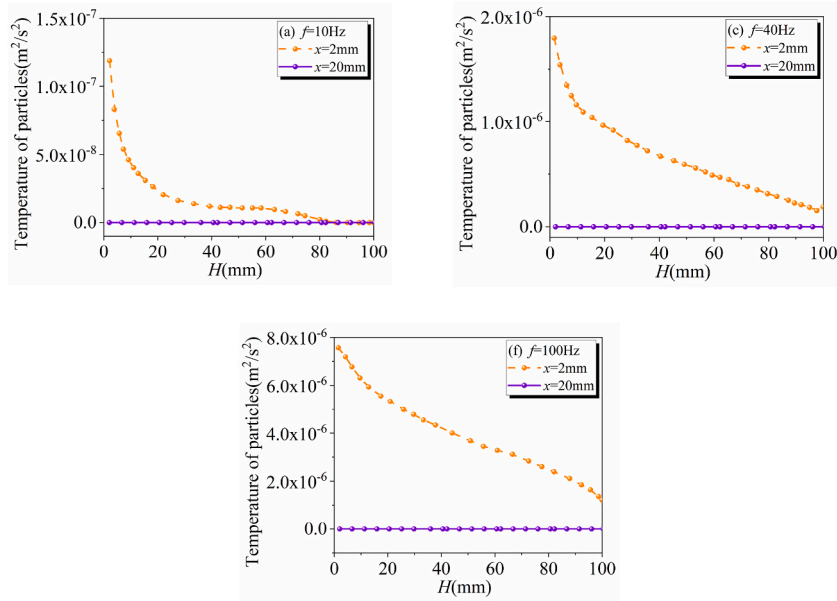 (a) f=10Hz
x=2mm
x=20mm
Temperature of particles(m²/s²)
1.5x10⁻⁷
1.0x10⁻⁷
5.0x10⁻⁸
0.0
0 20 40 60 80 100
H(mm)
(c) f=40Hz
x=2mm
x=20mm
Temperature of particles(m²/s²)
2.0x10⁻⁶
1.0x10⁻⁶
0.0
0 20 40 60 80 100
H(mm)
(f) f=100Hz
x=2mm
x=20mm
Temperature of particles(m²/s²)
8.0x10⁻⁶
6.0x10⁻⁶
4.0x10⁻⁶
2.0x10⁻⁶
0.0
0 20 40 60 80 100
H(mm)